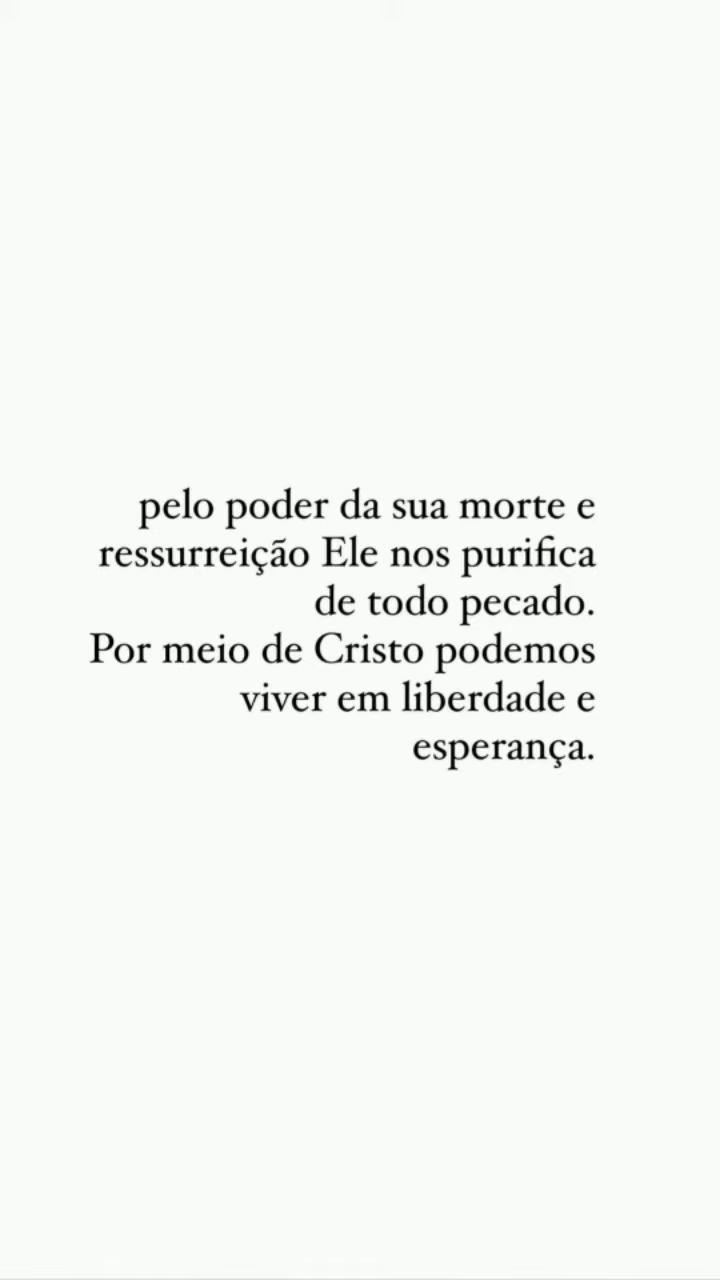 pelo poder da sua morte e
ressurreição Ele nos purifica
de todo pecado.
Por meio de Cristo podemos
viver em liberdade e
esperança.